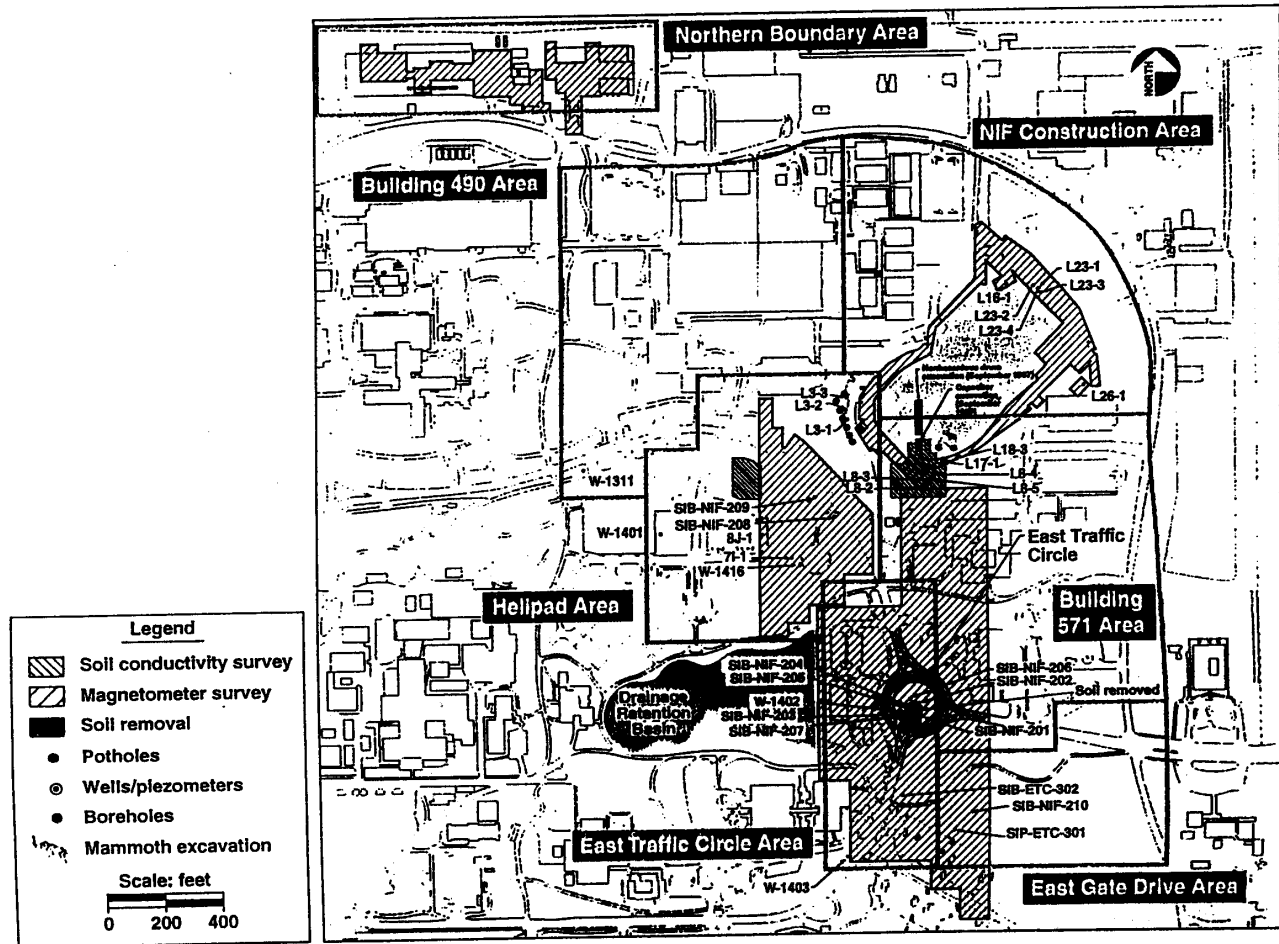 Northern Boundary Area
NORTH
NIF Construction Area
Building 490 Area
L23-1
L23-3
L16-1
L23-2
L23-4
L3-3
L3-2
L3-1
L26-1
L18-3
L17-1
L8-3
L8-2
W-1311
SIB-NIF-209
SIB-NIF-208
8J-1
7I-1
W-1416
W-1401
East Traffic
Circle
Helipad Area
Building
571 Area
Legend
Soil conductivity survey
Magnetometer survey
Soil removal
Potholes
Wells/piezometers
Boreholes
Mammoth excavation
Scale: feet
0 200 400
SIB-NIF-204
SIB-NIF-205
W-1402
SIB-NIF-203
SIB-NIF-207
Drainage
Retention
Basin
SIB-NIF-206
SIB-NIF-202
Soil removed
SIB-NIF-201
SIB-ETC-302
SIB-NIF-210
SIP-ETC-301
East Traffic Circle Area
W-1403
East Gate Drive Area